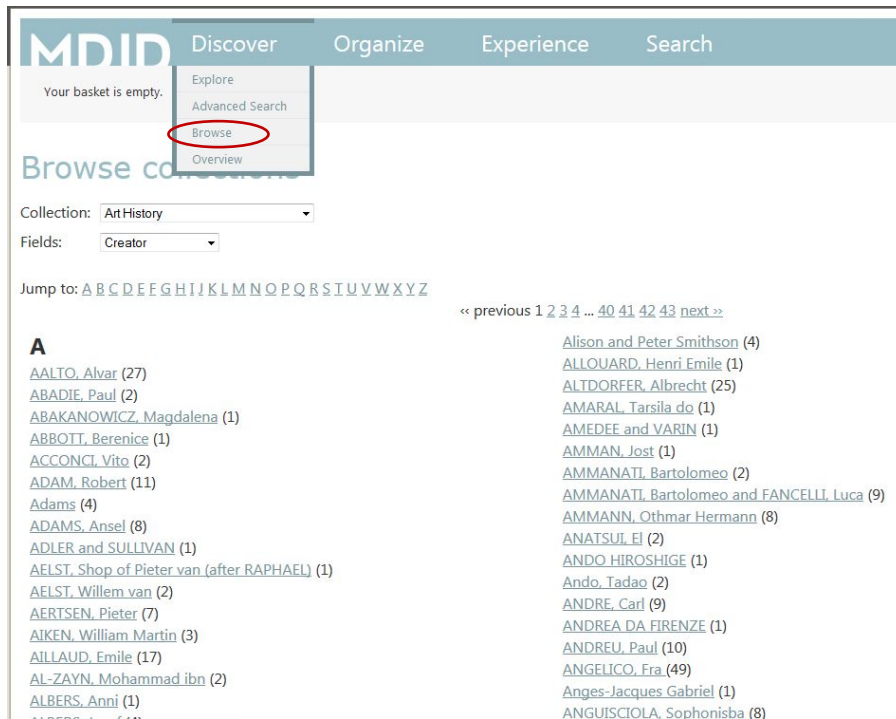 MDID Discover Organize Experience Search
Your basket is empty.
Explore
Advanced Search
Browse
Overview
Browse collections
Collection: Art History
Fields: Creator
Jump to: A B C D E F G H I J K L M N O P Q R S T U V W X Y Z
‹‹ previous 1 2 3 4 ... 40 41 42 43 next ››
A
AALTO, Alvar (27)
ABADIE, Paul (2)
ABAKANOWICZ, Magdalena (1)
ABBOTT, Berenice (1)
ACCONCI, Vito (2)
ADAM, Robert (11)
Adams (4)
ADAMS, Ansel (8)
ADLER and SULLIVAN (1)
AELST, Shop of Pieter van (after RAPHAEL) (1)
AELST, Willem van (2)
AERTSEN, Pieter (7)
AIKEN, William Martin (3)
AILLAUD, Emile (17)
AL-ZAYN, Mohammad ibn (2)
ALBERS, Anni (1)
Alison and Peter Smithson (4)
ALLOUARD, Henri Emile (1)
ALTDORFER, Albrecht (25)
AMARAL, Tarsila do (1)
AMEDEE and VARIN (1)
AMMAN, Jost (1)
AMMANATI, Bartolomeo (2)
AMMANATI, Bartolomeo and FANCELLI, Luca (9)
AMMANN, Othmar Hermann (8)
ANATSUI, El (2)
ANDO HIROSHIGE (1)
Ando, Tadao (2)
ANDRE, Carl (9)
ANDREA DA FIRENZE (1)
ANDREU, Paul (10)
ANGELICO, Fra (49)
Anges-Jacques Gabriel (1)
ANGUISCIOLA, Sophonisba (8)